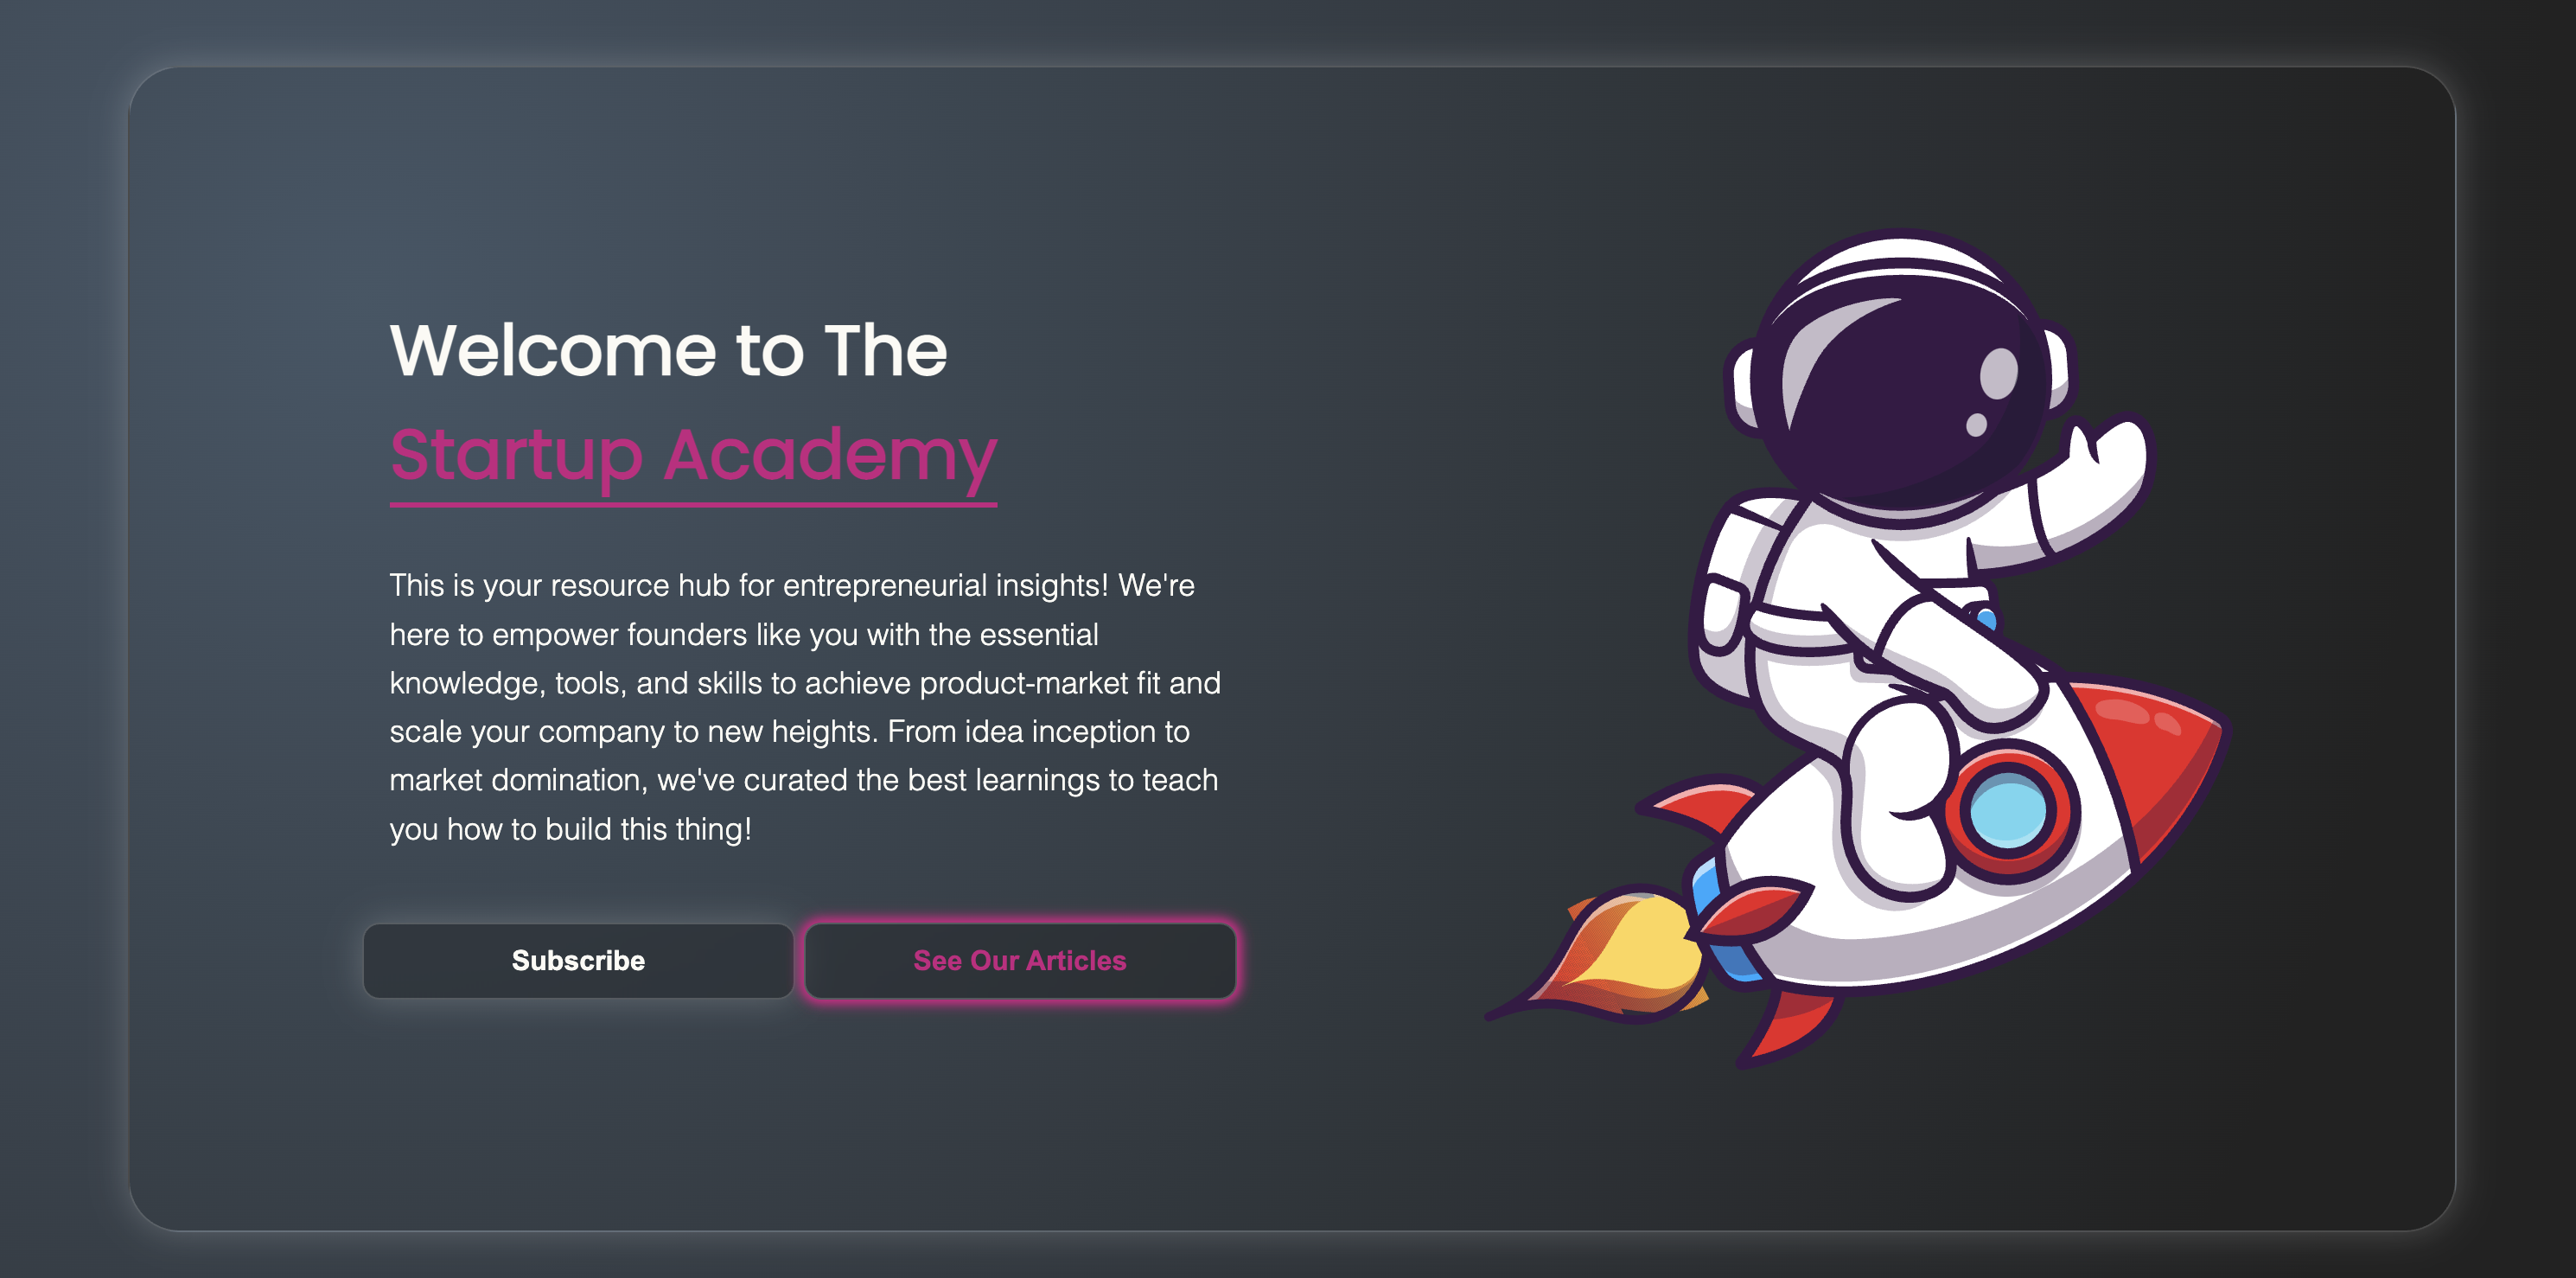 Welcome to The
Startup Academy
This is your resource hub for entrepreneurial insights! We're
here to empower founders like you with the essential
knowledge, tools, and skills to achieve product-market fit and
scale your company to new heights. From idea inception to
market domination, we've curated the best learnings to teach
you how to build this thing!
Subscribe
See Our Articles